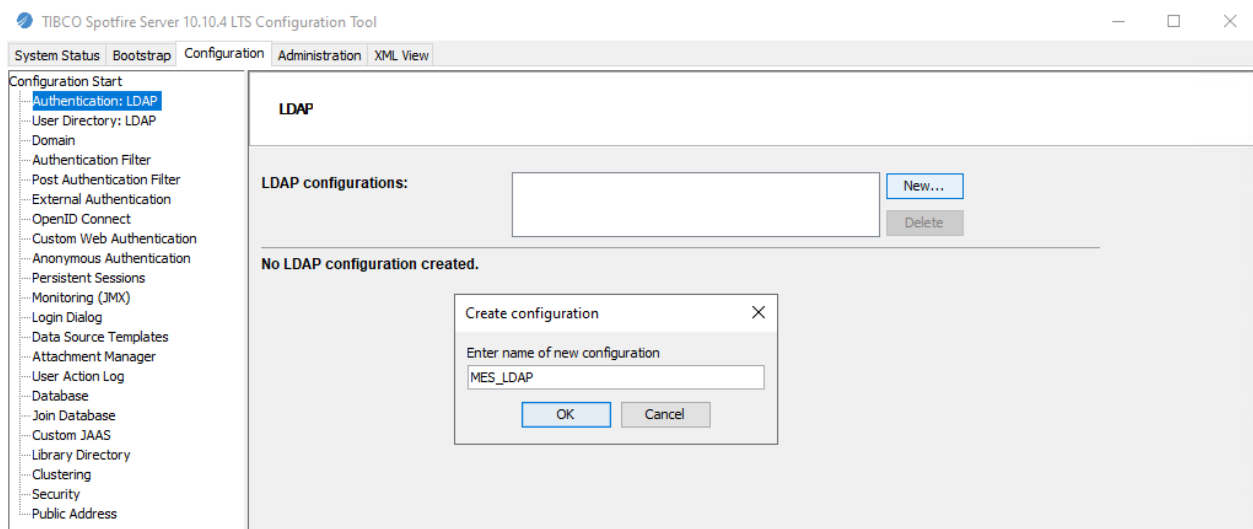 TIBCO Spotfire Server 10.10.4 LTS Configuration Tool
System Status Bootstrap Configuration Administration XML View
Configuration Start
Authentication: LDAP
User Directory: LDAP
Domain
Authentication Filter
Post Authentication Filter
External Authentication
OpenID Connect
Custom Web Authentication
Anonymous Authentication
Persistent Sessions
Monitoring (JMX)
Login Dialog
Data Source Templates
Attachment Manager
User Action Log
Database
Join Database
Custom JAAS
Library Directory
Clustering
Security
Public Address
LDAP
LDAP configurations:
New...
Delete
No LDAP configuration created.
Create configuration
Enter name of new configuration
MES_LDAP
OK Cancel